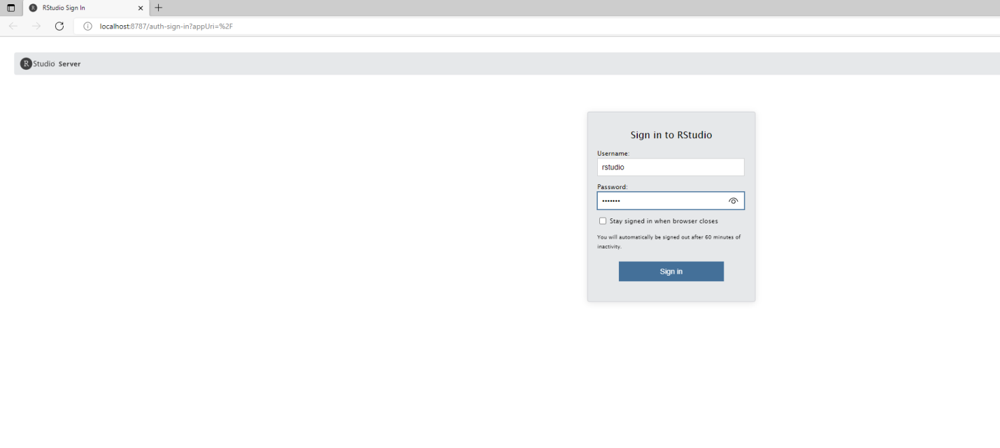 RStudio Sign In
localhost:8787/auth-sign-in?appUri=%2F
RStudio Server
Sign in to RStudio
Username:
rstudio
Password:
•••••••
Stay signed in when browser closes
You will automatically be signed out after 60 minutes of
inactivity.
Sign in